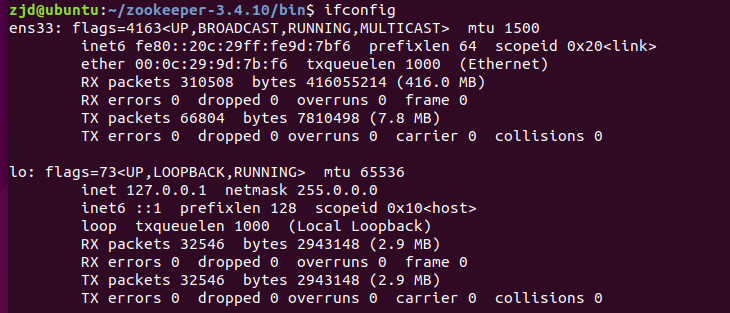 zjd@ubuntu:~/zookeeper-3.4.10/bin$ ifconfig
ens33: flags=4163<UP,BROADCAST,RUNNING,MULTICAST>  mtu 1500
        inet6 fe80::20c:29ff:fe9d:7bf6  prefixlen 64  scopeid 0x20<link>
        ether 00:0c:29:9d:7b:f6  txqueuelen 1000  (Ethernet)
        RX packets 310508  bytes 416055214 (416.0 MB)
        RX errors 0  dropped 0  overruns 0  frame 0
        TX packets 66804  bytes 7810498 (7.8 MB)
        TX errors 0  dropped 0 overruns 0  carrier 0  collisions 0

lo: flags=73<UP,LOOPBACK,RUNNING>  mtu 65536
        inet 127.0.0.1  netmask 255.0.0.0
        inet6 ::1  prefixlen 128  scopeid 0x10<host>
        loop  txqueuelen 1000  (Local Loopback)
        RX packets 32546  bytes 2943148 (2.9 MB)
        RX errors 0  dropped 0  overruns 0  frame 0
        TX packets 32546  bytes 2943148 (2.9 MB)
        TX errors 0  dropped 0 overruns 0  carrier 0  collisions 0